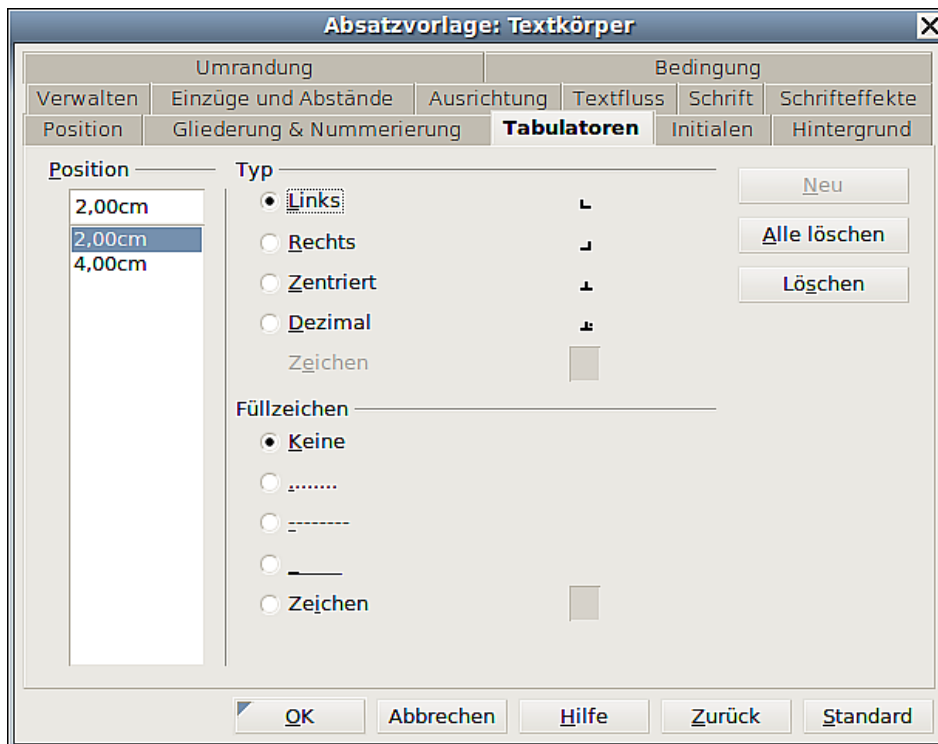 Absatzvorlage: Textkörper
Umrandung Bedingung
Verwalten Einzüge und Abstände Ausrichtung Textfluss Schrift Schrifteffekte
Position Gliederung & Nummerierung Tabulatoren Initialen Hintergrund
Position
2,00cm
2,00cm
4,00cm
Typ
Links
Rechts
Zentriert
Dezimal
Zeichen
Füllzeichen
Keine
........
--------
______
Zeichen
Neu
Alle löschen
Löschen
OK Abbrechen Hilfe Zurück Standard